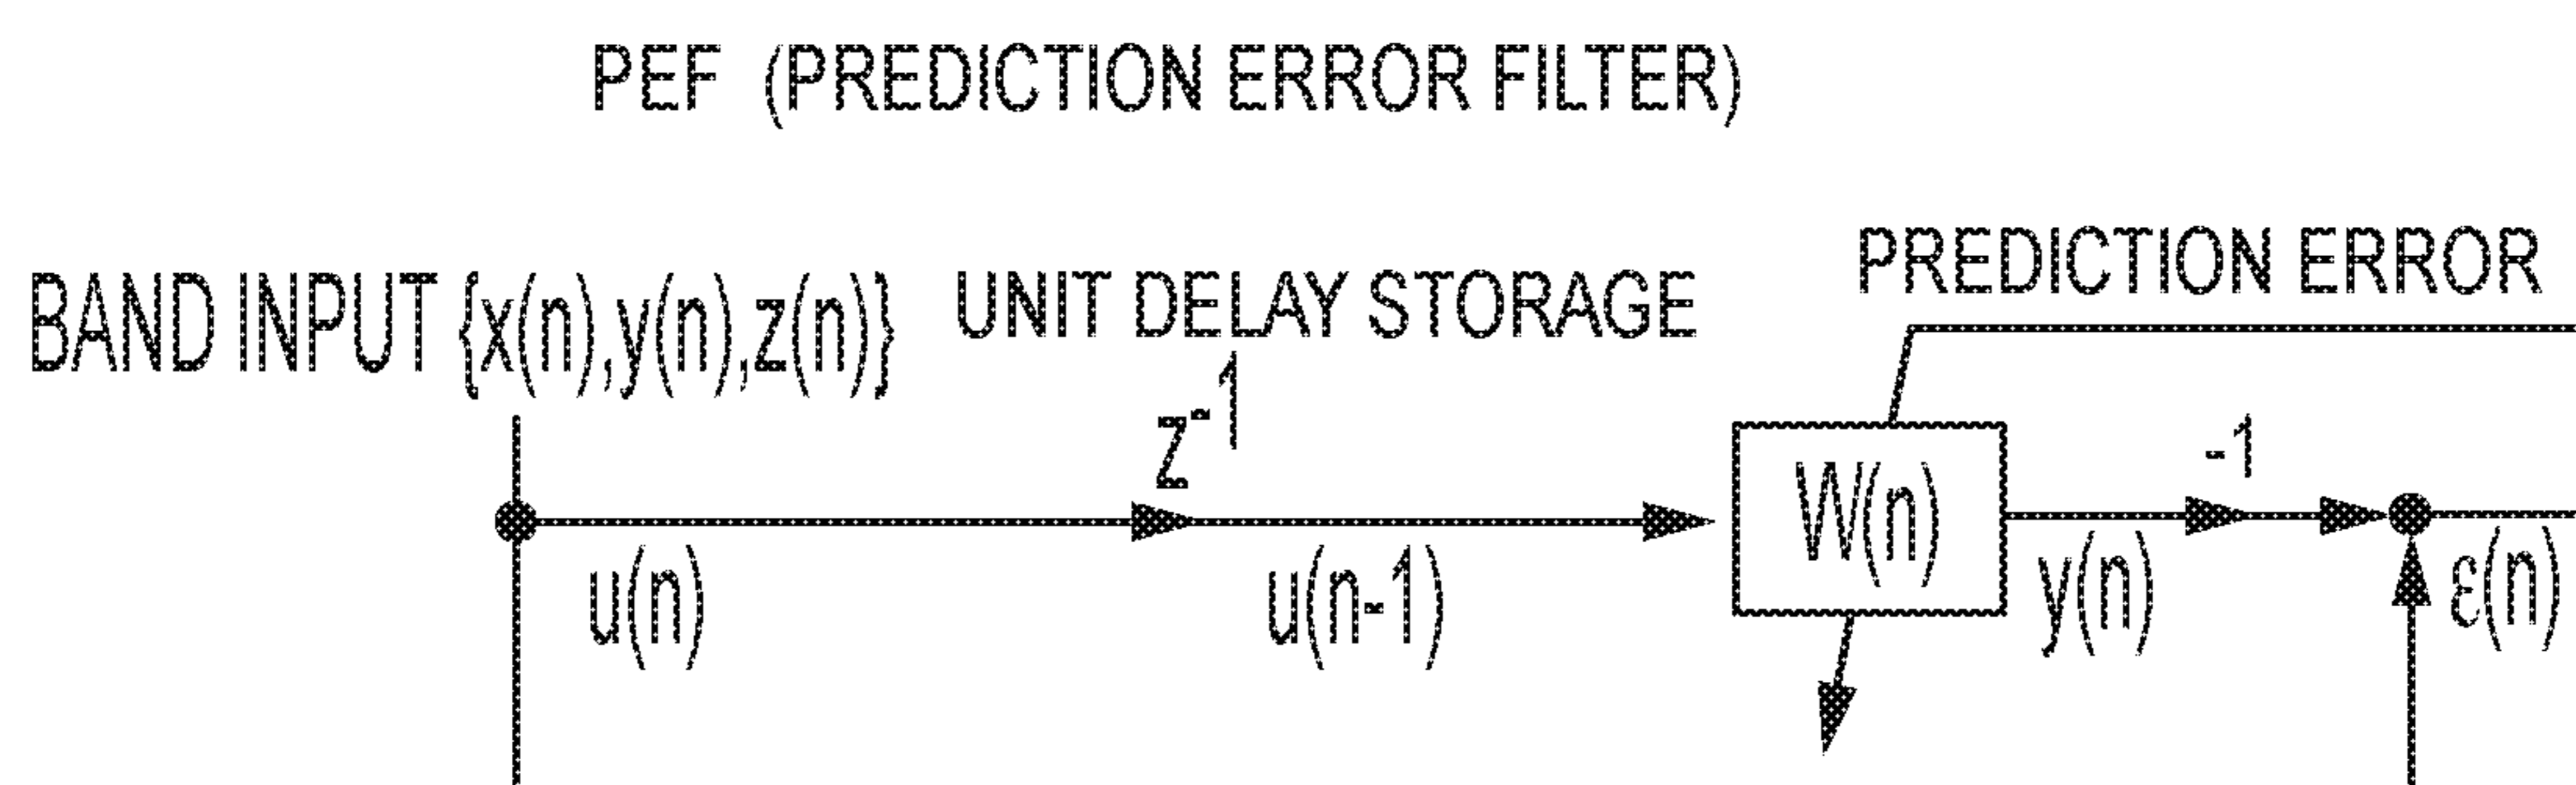 PEF (PREDICTION ERROR FILTER)
PREDICTION ERROR
BAND INPUT {x(n),y(n),z(n)}
UNIT DELAY STORAGE
z⁻¹
W(n)
-1
u(n)
u(n-1)
y(n)
ε(n)